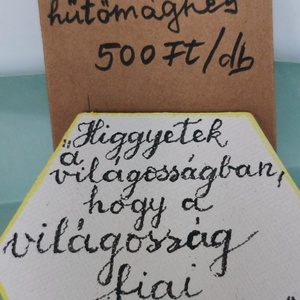 hűtőmágnes
500 Ft/db
„Higgyetek
a
világosságban,
hogy a
világosság
fiai
"